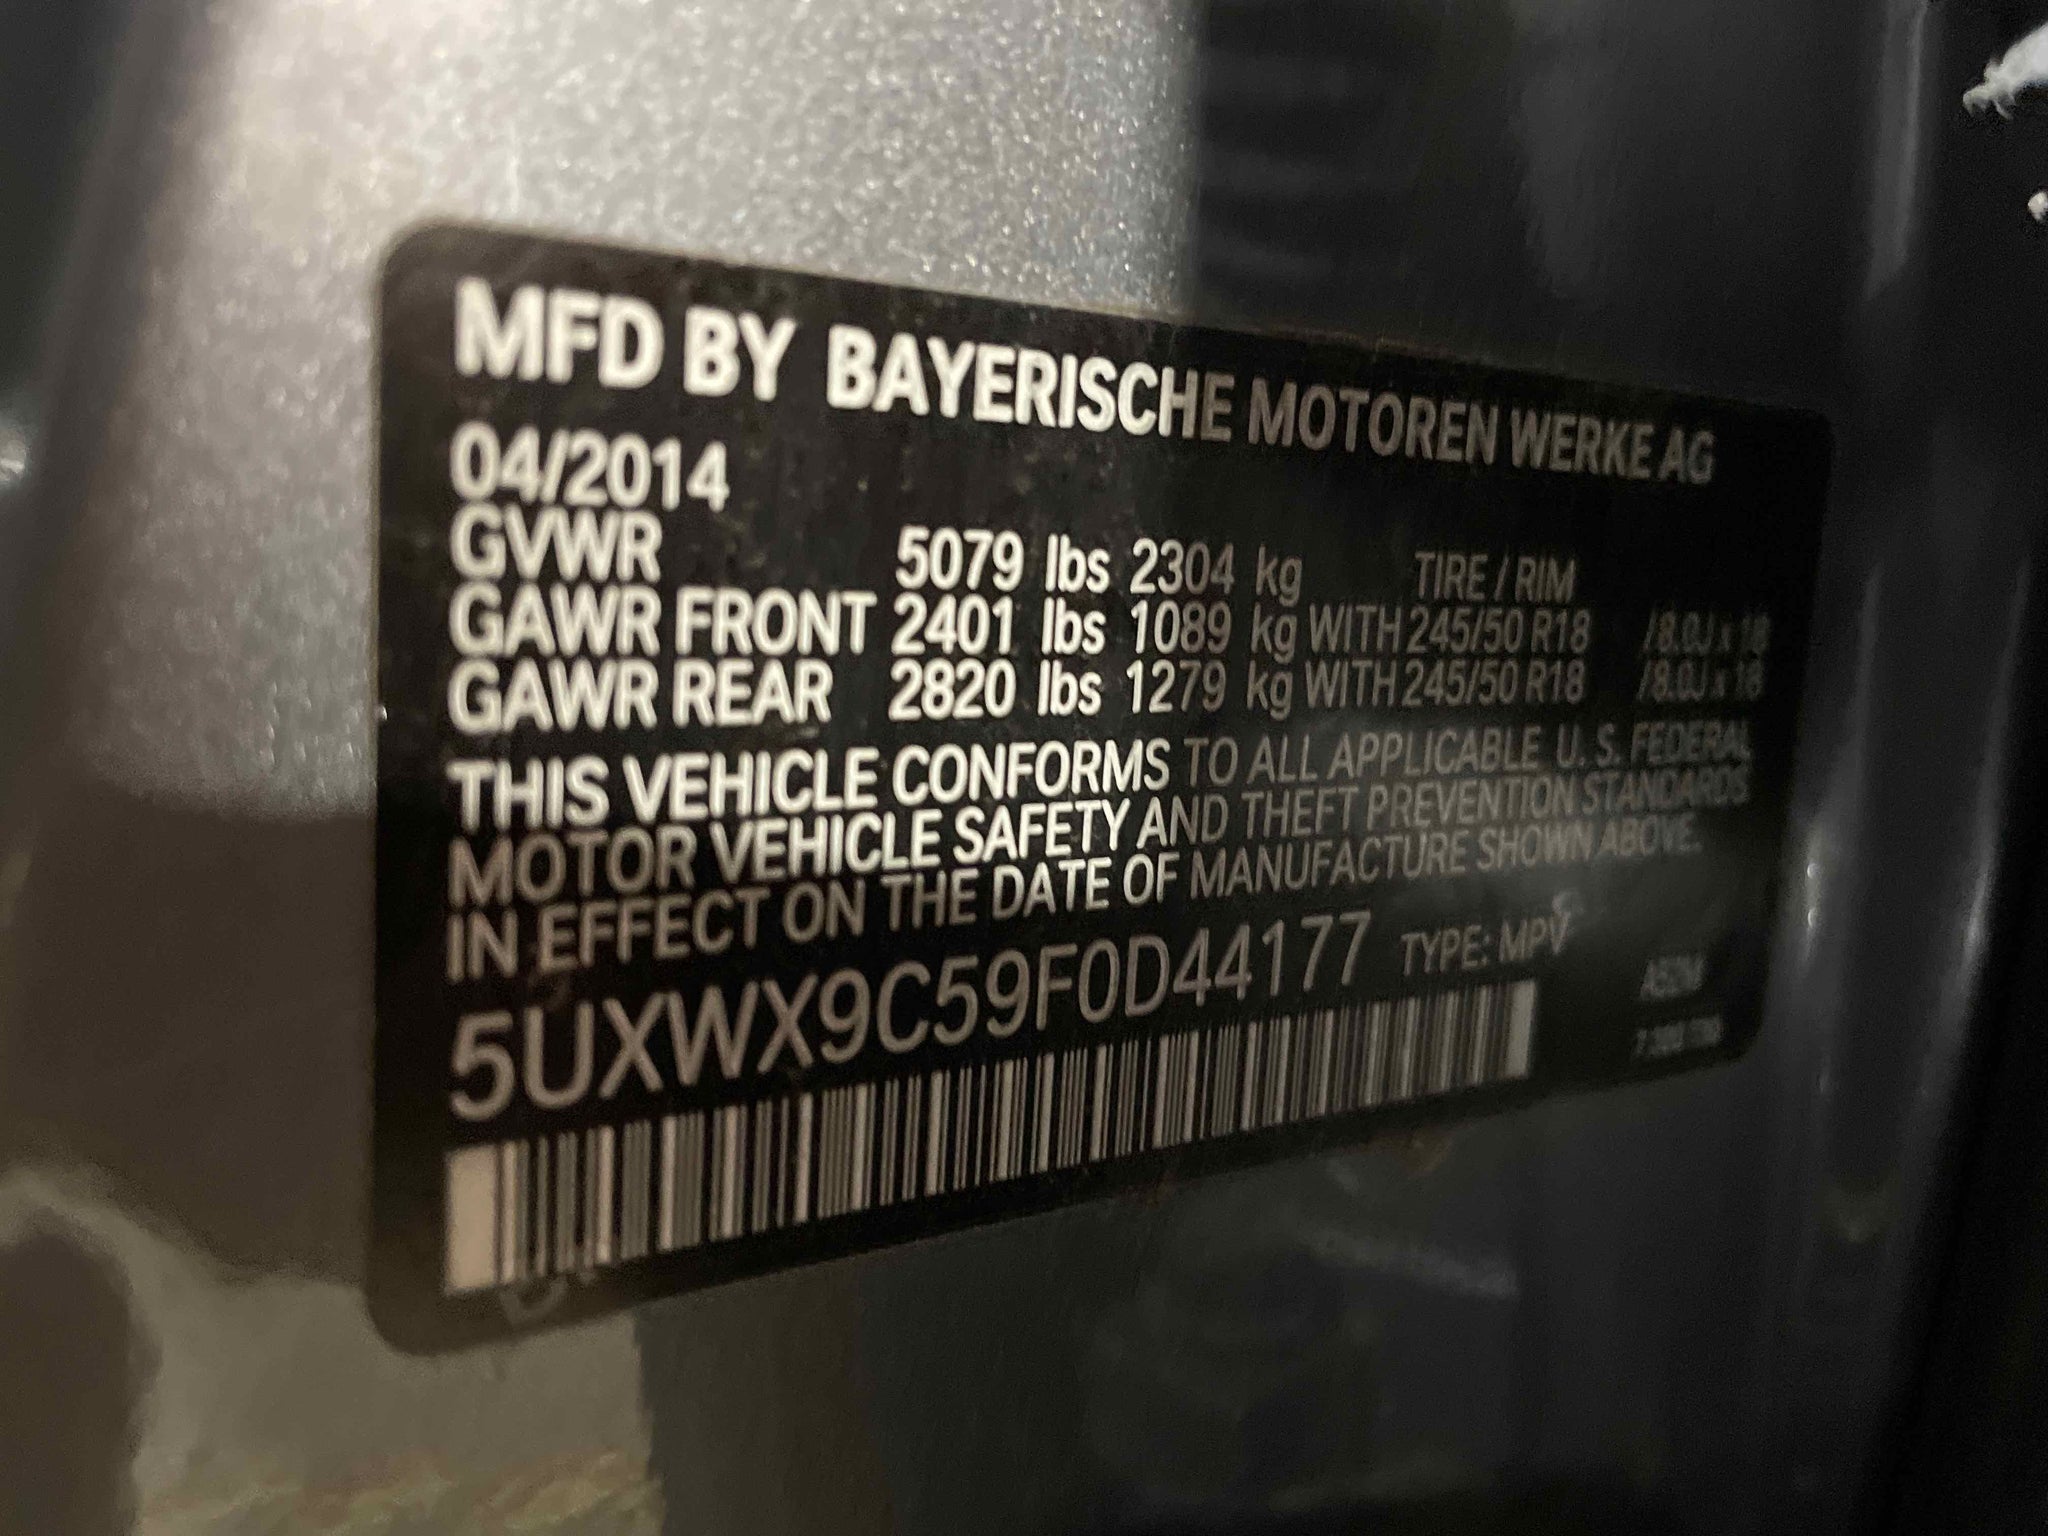 MFD BY BAYERISCHE MOTOREN WERKE AG
04/2014
GVWR 5079 lbs 2304 kg TIRE / RIM
GAWR FRONT 2401 lbs 1089 kg WITH 245/50 R18 /8.0J x 18
GAWR REAR 2820 lbs 1279 kg WITH 245/50 R18 /8.0J x 18
THIS VEHICLE CONFORMS TO ALL APPLICABLE U. S. FEDERAL
MOTOR VEHICLE SAFETY AND THEFT PREVENTION STANDARDS
IN EFFECT ON THE DATE OF MANUFACTURE SHOWN ABOVE.
5UXWX9C59F0D44177 TYPE: MPV